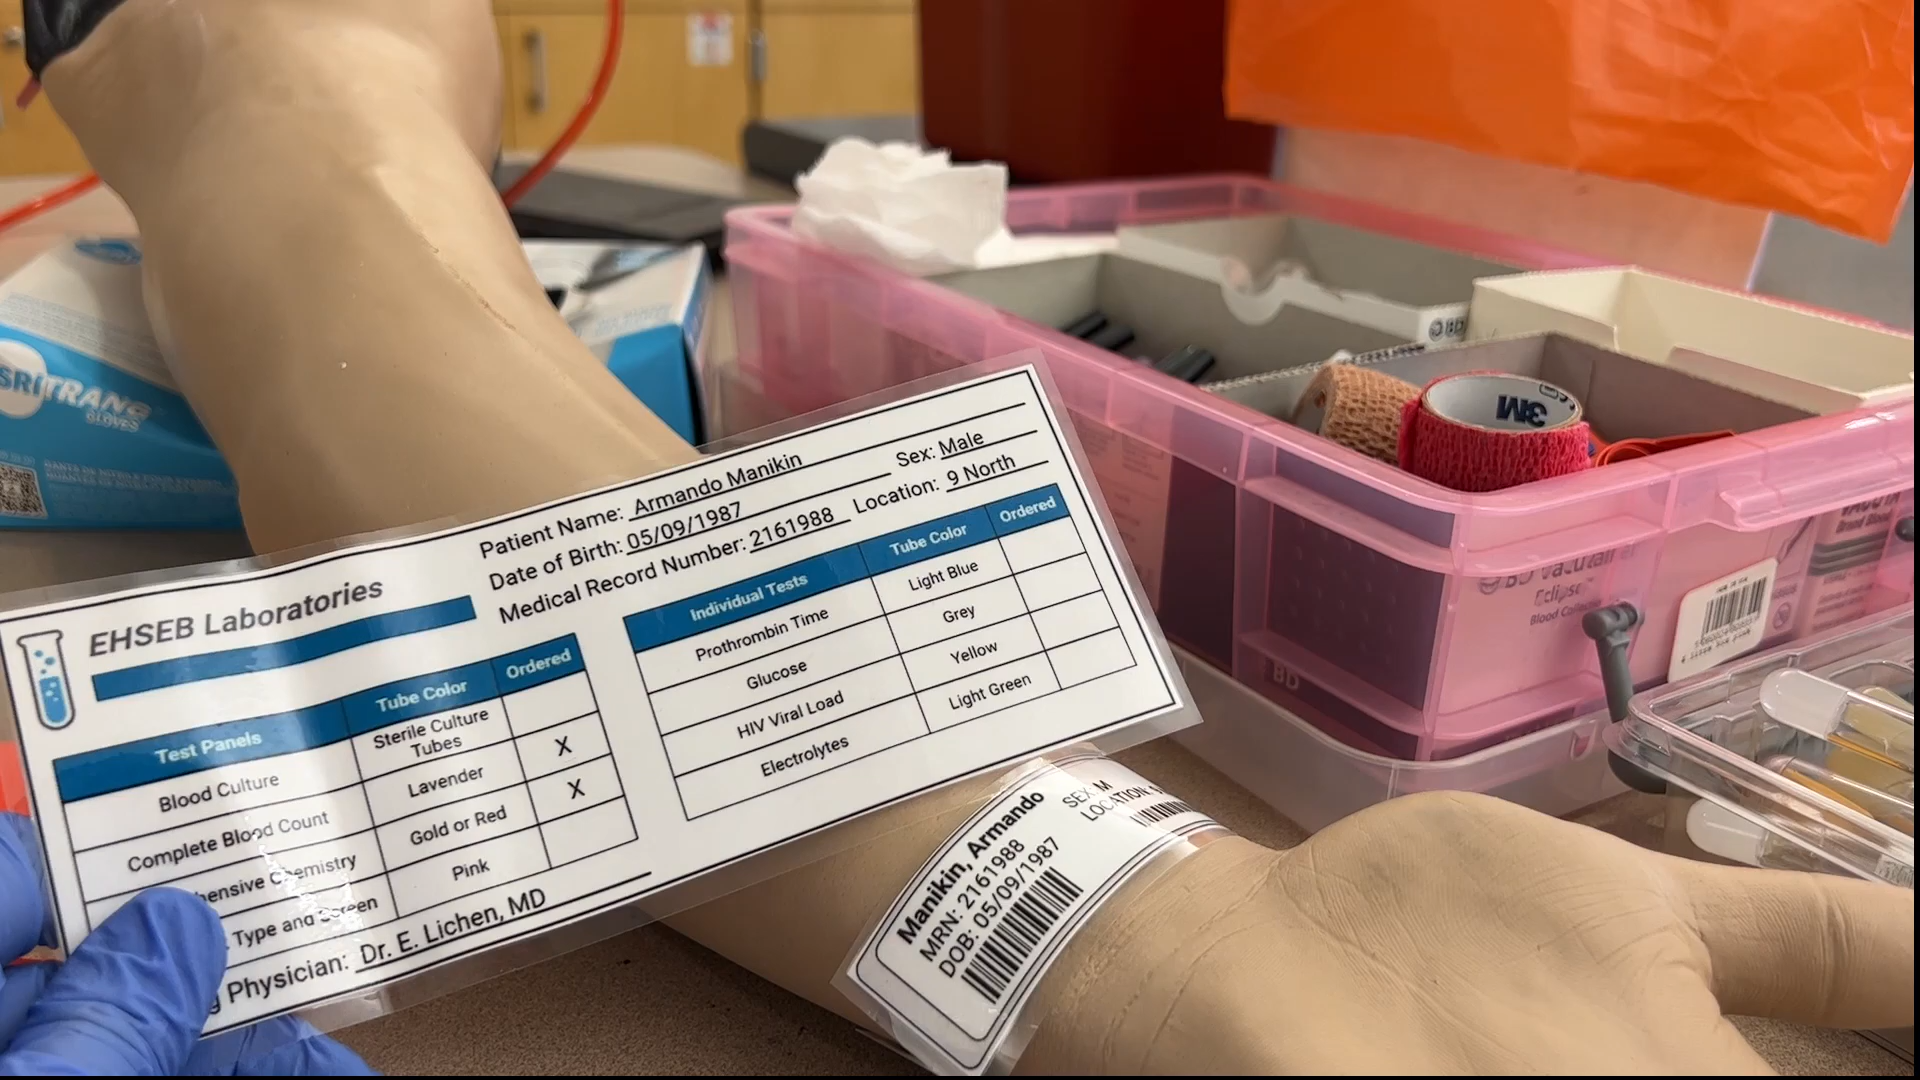 EHSEB Laboratories
Patient Name: Armando Manikin
Sex: Male
Date of Birth: 05/09/1987
Location: 9 North
Medical Record Number: 2161988
Test Panels Tube Color Ordered
Blood Culture Sterile Culture Tubes
Complete Blood Count Lavender X
Chemistry Gold or Red X
Type and Screen Pink
Physician: Dr. E. Lichen, MD
Individual Tests Tube Color Ordered
Prothrombin Time Light Blue
Glucose Grey
HIV Viral Load Yellow
Electrolytes Light Green
Manikin, Armando
MRN: 2161988
DOB: 05/09/1987
SEX: M
LOCATION:
SRITRANG
GLOVES
3M
BD
BD Vacutainer
Eclipse
Blood
BD